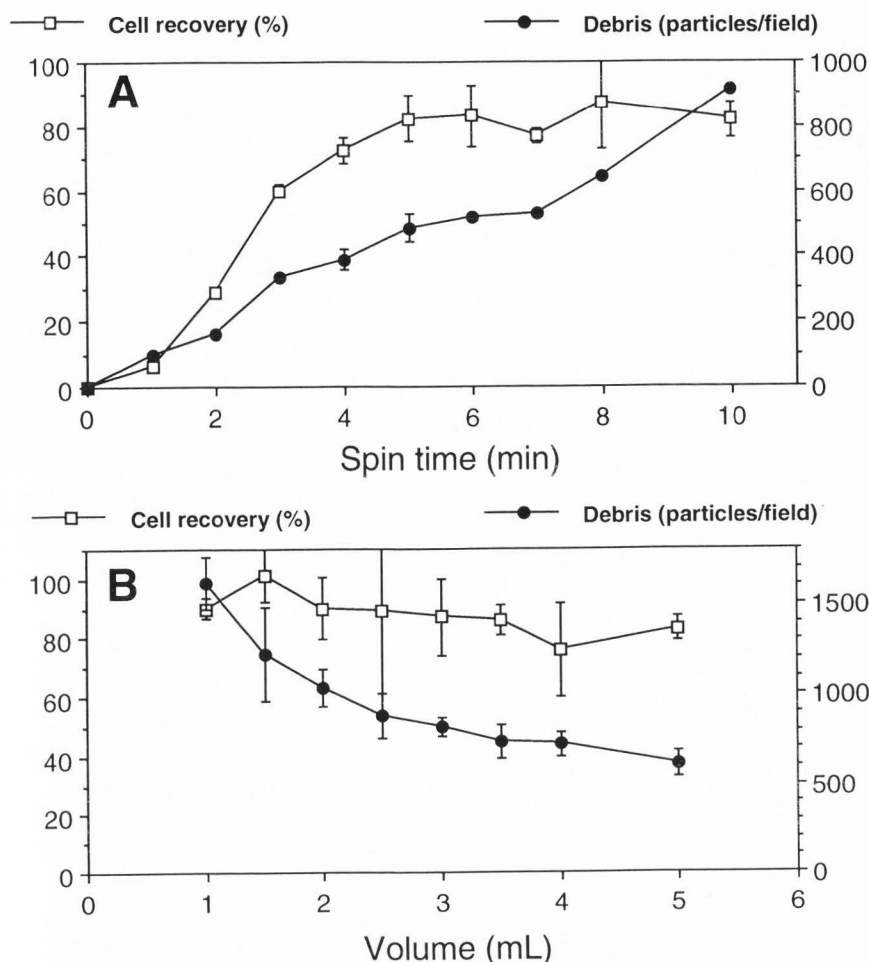 Cell recovery (%) Debris (particles/field)
A
100
80
60
40
20
0
1000
800
600
400
200
0
0 2 4 6 8 10
Spin time (min)
Cell recovery (%) Debris (particles/field)
B
100
80
60
40
20
0
1500
1000
500
0
0 1 2 3 4 5 6
Volume (mL)